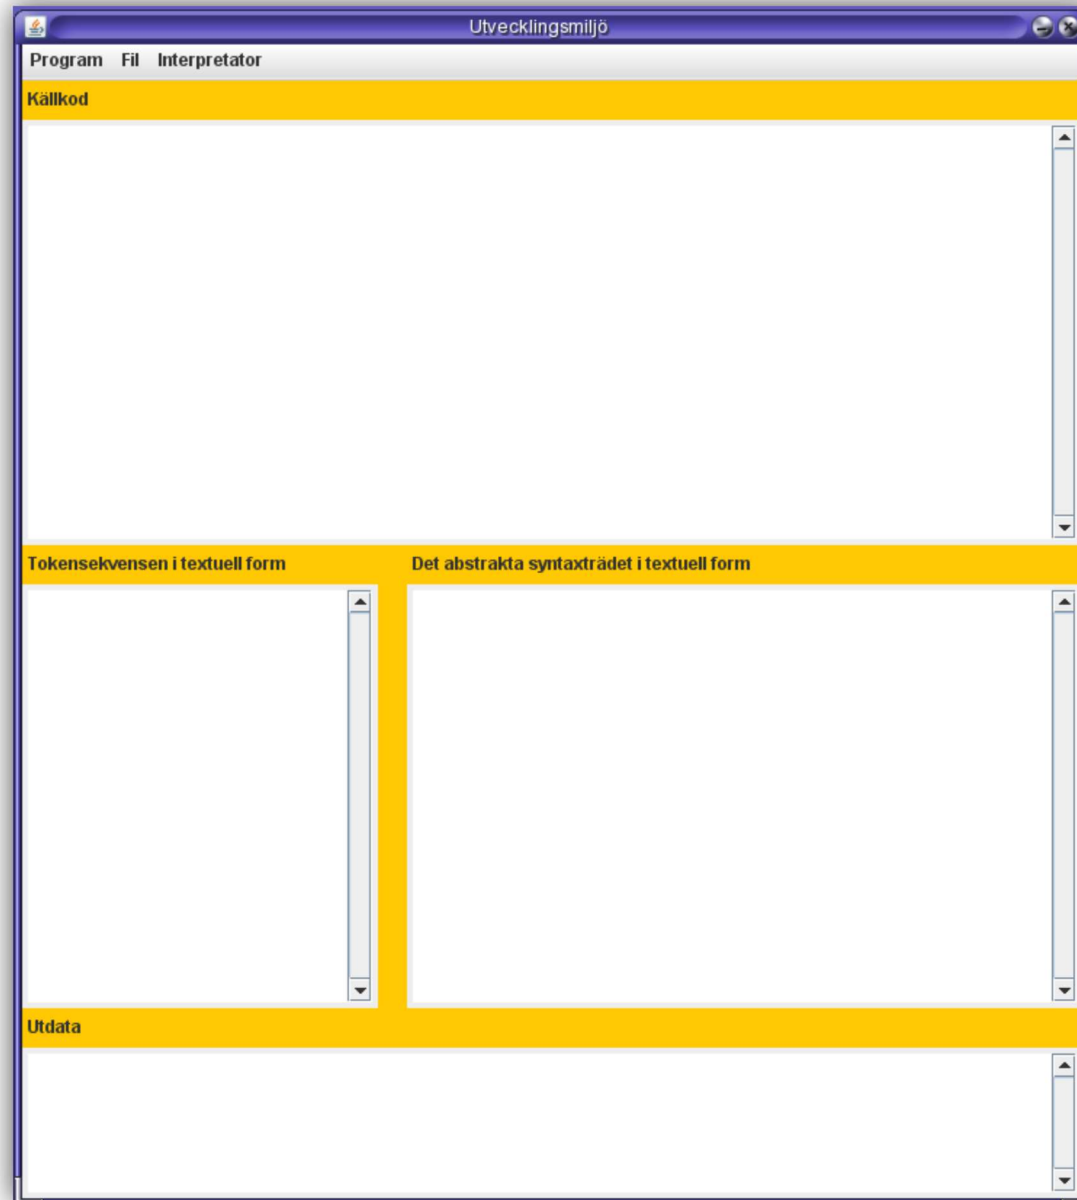 Utvecklingsmiljö
Program Fil Interpretator
Källkod
Tokensekvensen i textuell form
Det abstrakta syntaxträdet i textuell form
Utdata